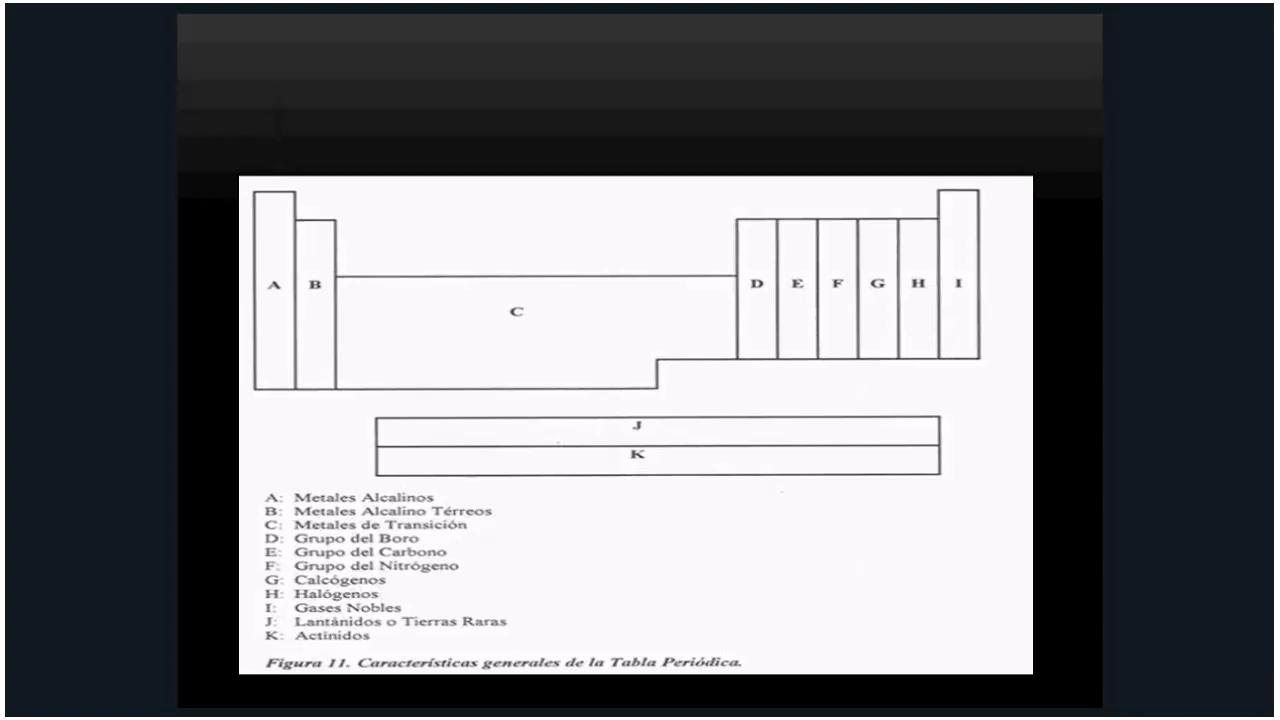 A B C D E F G H I
J
K
A: Metales Alcalinos
B: Metales Alcalino Térreos
C: Metales de Transición
D: Grupo del Boro
E: Grupo del Carbono
F: Grupo del Nitrógeno
G: Calcógenos
H: Halógenos
I: Gases Nobles
J: Lantánidos o Tierras Raras
K: Actínidos
Figura 11. Características generales de la Tabla Periódica.